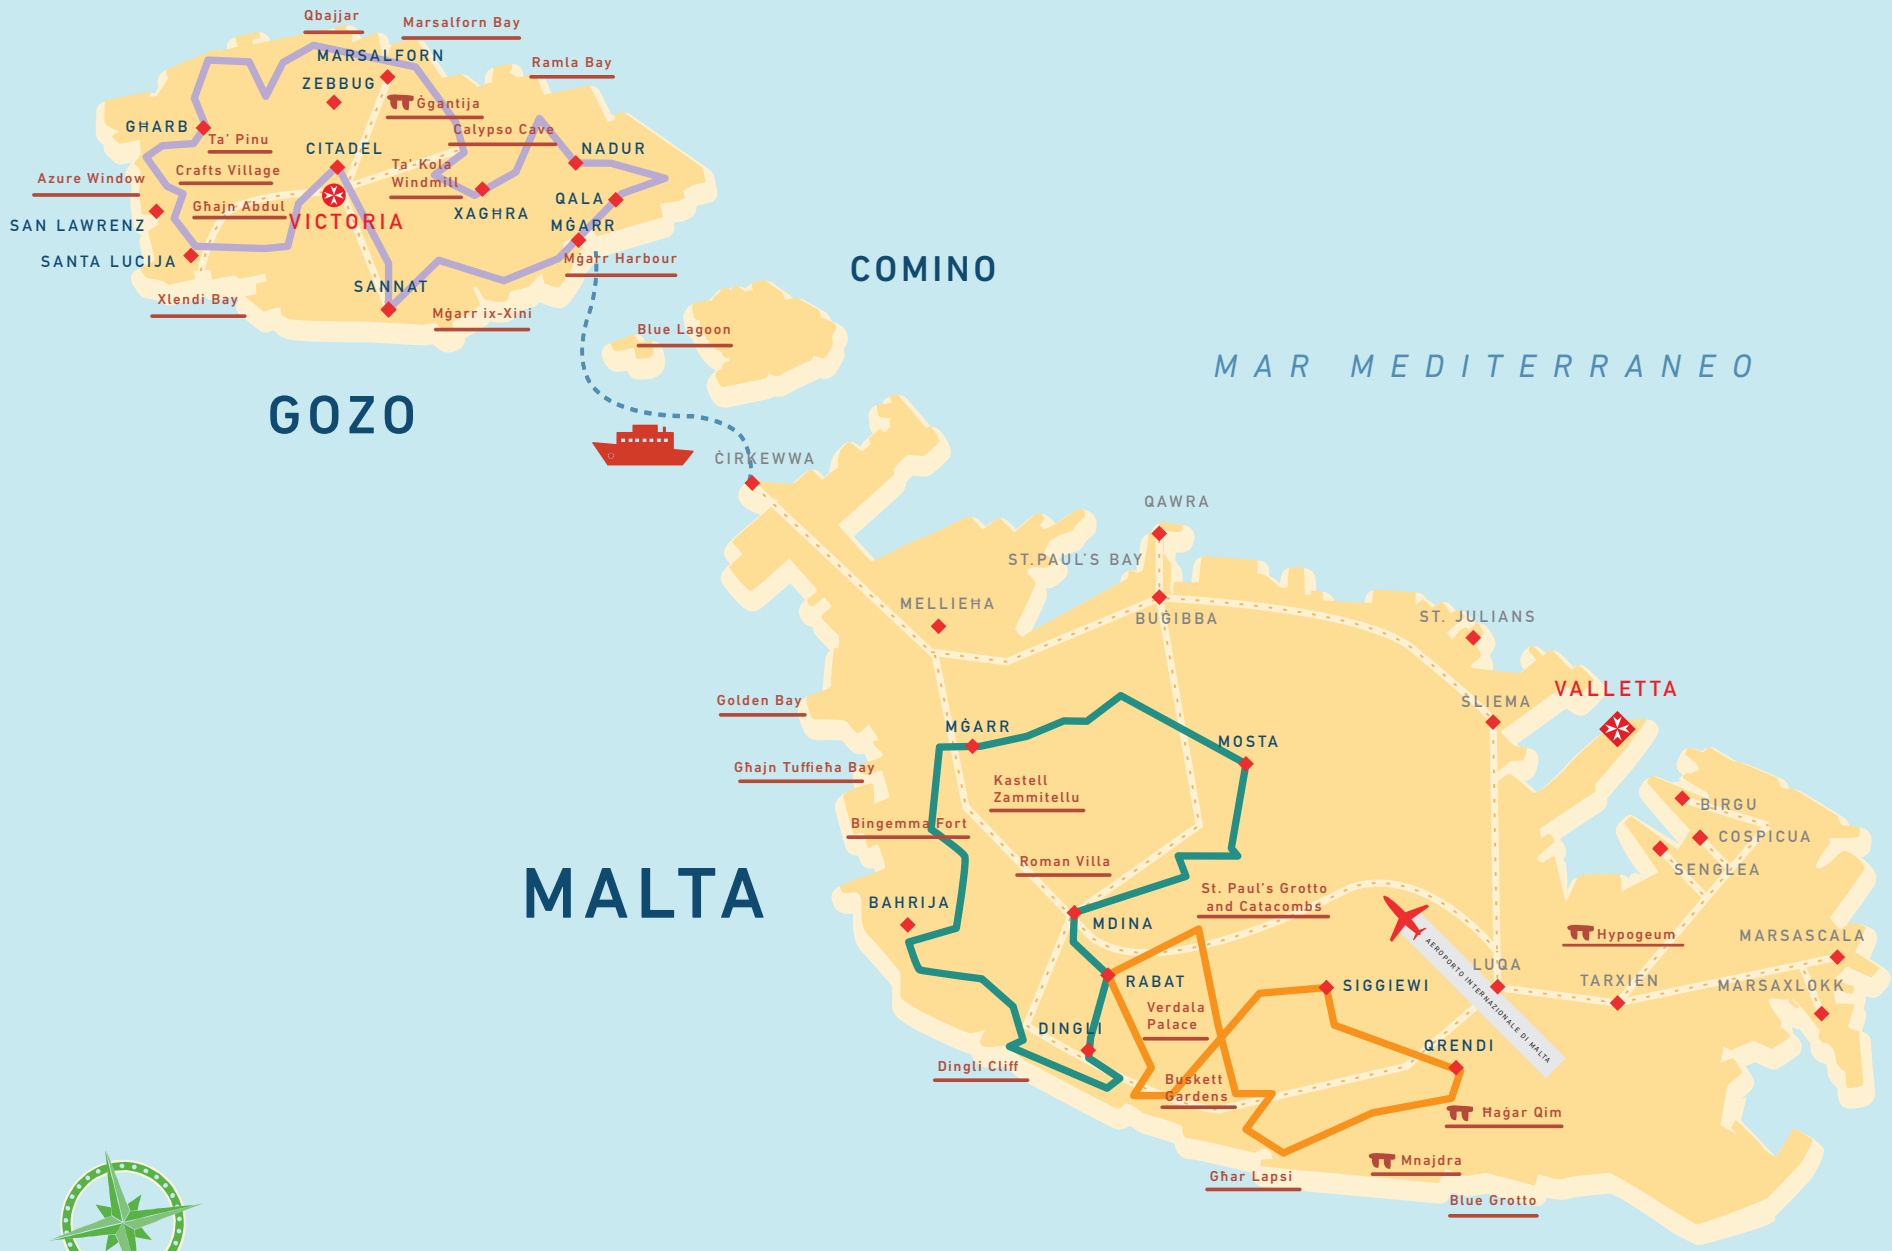 Qbajjar
Marsalforn Bay
MARSALFORN
Ramla Bay
ZEBBUG
Ġgantija
GĦARB
Calypso Cave
Ta' Pinu
CITADEL
NADUR
Crafts Village
Ta' Kola
Windmill
Azure Window
QALA
Għajn Abdul
XAGĦRA
SAN LAWRENZ
VICTORIA
MĠARR
SANTA LUCIJA
Mġarr Harbour
COMINO
SANNAT
Xlendi Bay
Mġarr ix-Xini
Blue Lagoon
MAR MEDITERRANEO
GOZO
ĊIRKEWWA
QAWRA
ST.PAUL'S BAY
MELLIEĦA
BUĠIBBA
ST. JULIANS
VALLETTA
Golden Bay
SLIEMA
MĠARR
MOSTA
Għajn Tuffieħa Bay
Kastell
Zammitellu
BIRGU
Bingemma Fort
COSPICUA
Roman Villa
SENGLEA
MALTA
St. Paul's Grotto
and Catacombs
BAHRIJA
MDINA
Hypogeum
MARSASCALA
AEROPORTO INTERNAZIONALE DI MALTA
LUQA
RABAT
SIGGIEWI
TARXIEN
MARSAXLOKK
Verdala
Palace
DINGLI
QRENDI
Dingli Cliff
Buskett
Gardens
Ħaġar Qim
Mnajdra
Għar Lapsi
Blue Grotto